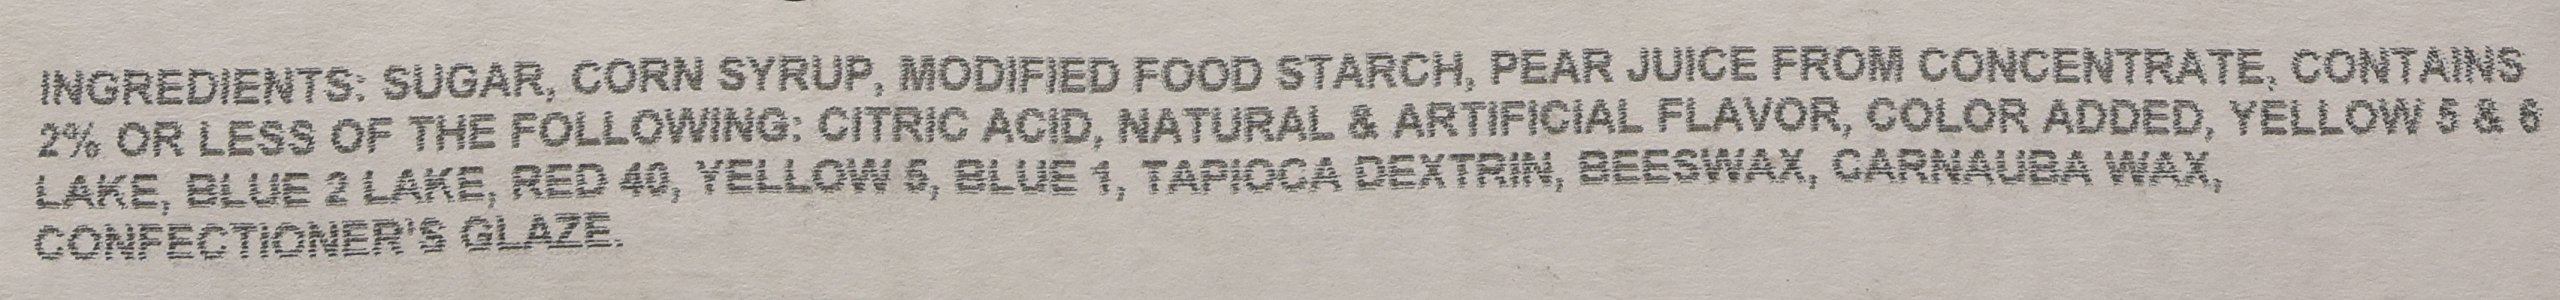 INGREDIENTS: SUGAR, CORN SYRUP, MODIFIED FOOD STARCH, PEAR JUICE FROM CONCENTRATE, CONTAINS
2% OR LESS OF THE FOLLOWING: CITRIC ACID, NATURAL & ARTIFICIAL FLAVOR, COLOR ADDED, YELLOW 5 & 6
LAKE, BLUE 2 LAKE, RED 40, YELLOW 5, BLUE 1, TAPIOCA DEXTRIN, BEESWAX, CARNAUBA WAX,
CONFECTIONER'S GLAZE.